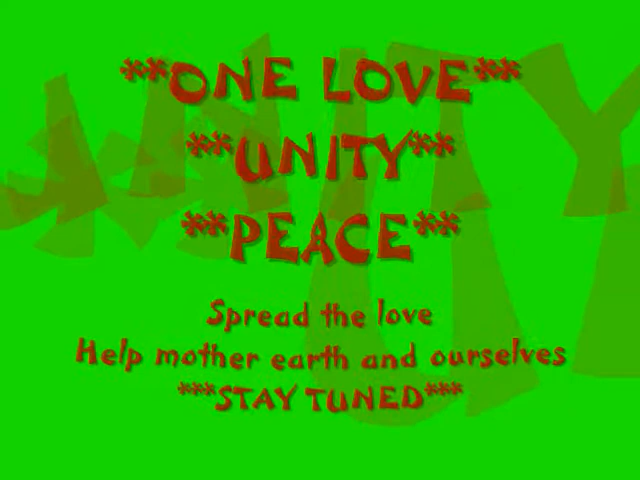 **ONE LOVE**
**UNITY**
**PEACE**
Spread the love
Help mother earth and ourselves
***STAY TUNED***